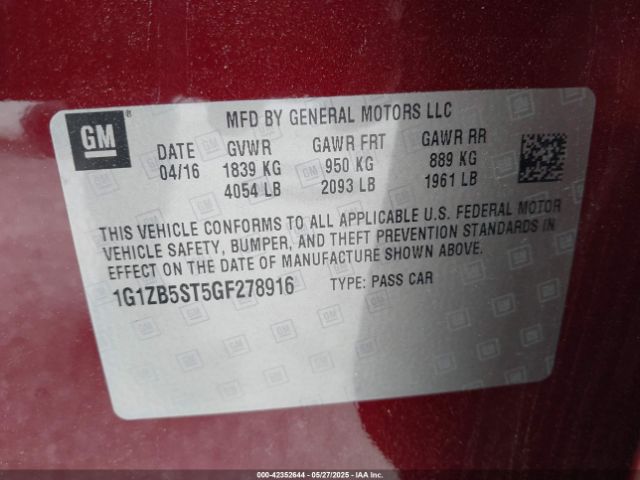 GM
®
MFD BY GENERAL MOTORS LLC
DATE GVWR GAWR FRT GAWR RR
04/16 1839 KG 950 KG 889 KG
4054 LB 2093 LB 1961 LB
THIS VEHICLE CONFORMS TO ALL APPLICABLE U.S. FEDERAL MOTOR
VEHICLE SAFETY, BUMPER, AND THEFT PREVENTION STANDARDS IN
EFFECT ON THE DATE OF MANUFACTURE SHOWN ABOVE.
1G1ZB5ST5GF278916 TYPE: PASS CAR
000-42352644 - 05/27/2025 - IAA Inc.